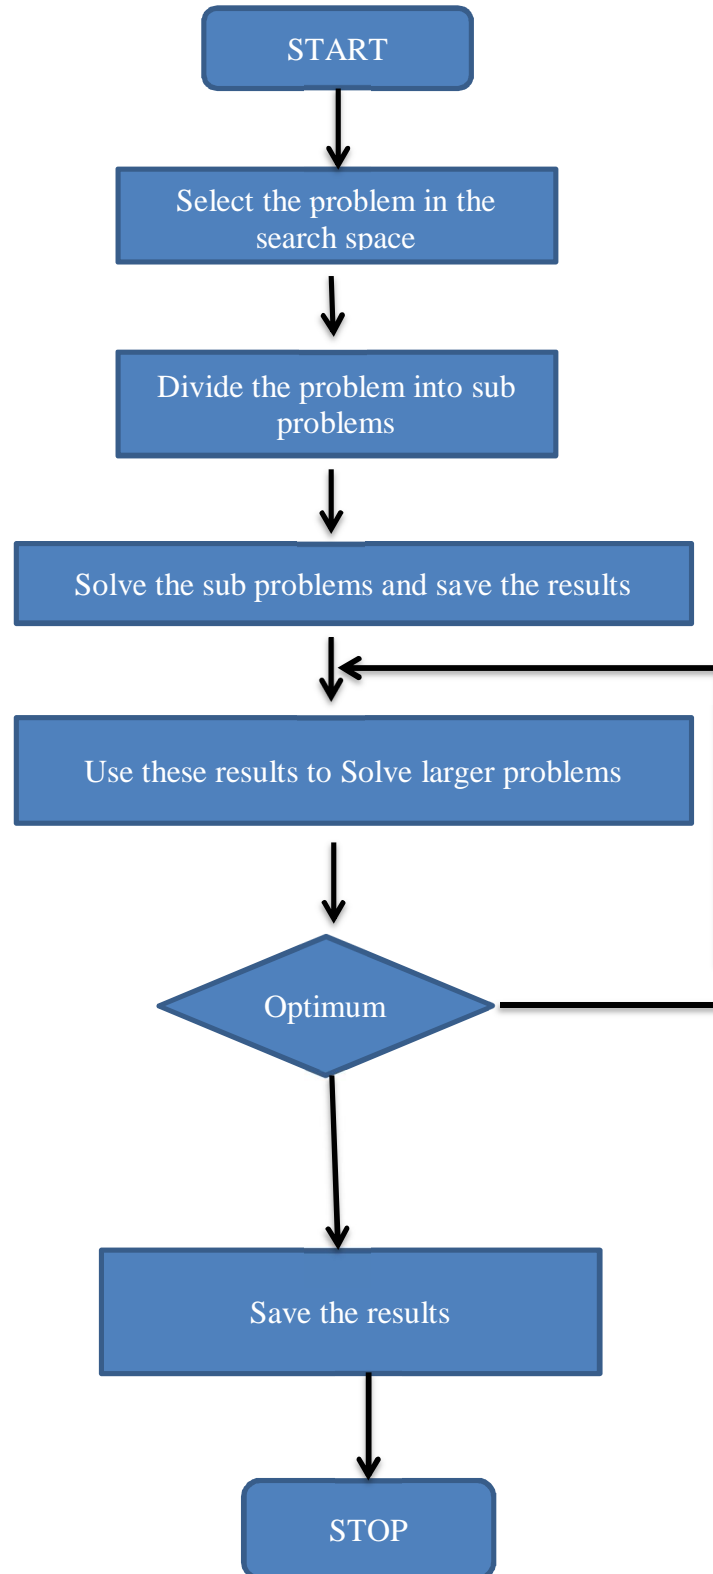 START
Select the problem in the
search space
Divide the problem into sub
problems
Solve the sub problems and save the results
Use these results to Solve larger problems
Optimum
Save the results
STOP